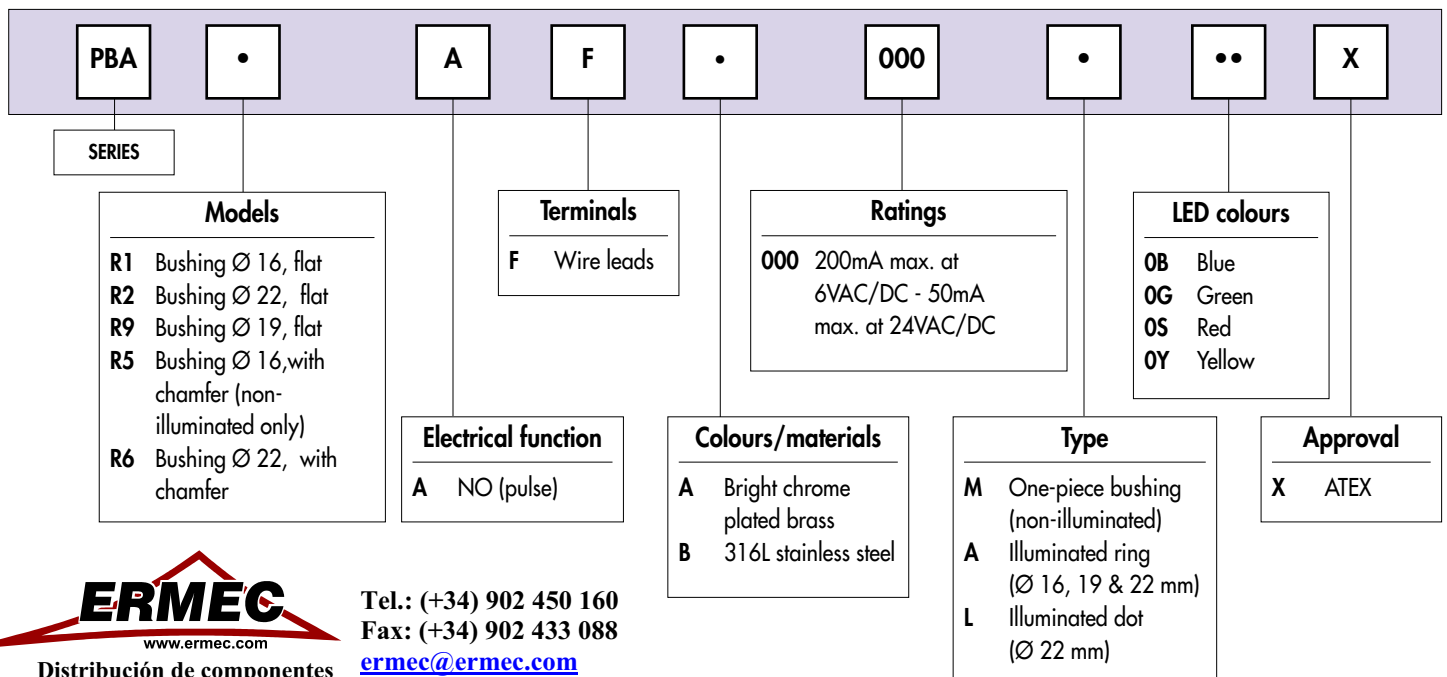 PBA • A F • 000 • •• X
SERIES
Models
R1 Bushing Ø 16, flat
R2 Bushing Ø 22, flat
R9 Bushing Ø 19, flat
R5 Bushing Ø 16,with
chamfer (non-
illuminated only)
R6 Bushing Ø 22, with
chamfer
Electrical function
A NO (pulse)
Terminals
F Wire leads
Colours/materials
A Bright chrome
plated brass
B 316L stainless steel
Ratings
000 200mA max. at
6VAC/DC - 50mA
max. at 24VAC/DC
Type
M One-piece bushing
(non-illuminated)
A Illuminated ring
(Ø 16, 19 & 22 mm)
L Illuminated dot
(Ø 22 mm)
LED colours
0B Blue
0G Green
0S Red
0Y Yellow
Approval
X ATEX
ERMEC
www.ermec.com
Distribución de componentes
Tel.: (+34) 902 450 160
Fax: (+34) 902 433 088
ermec@ermec.com